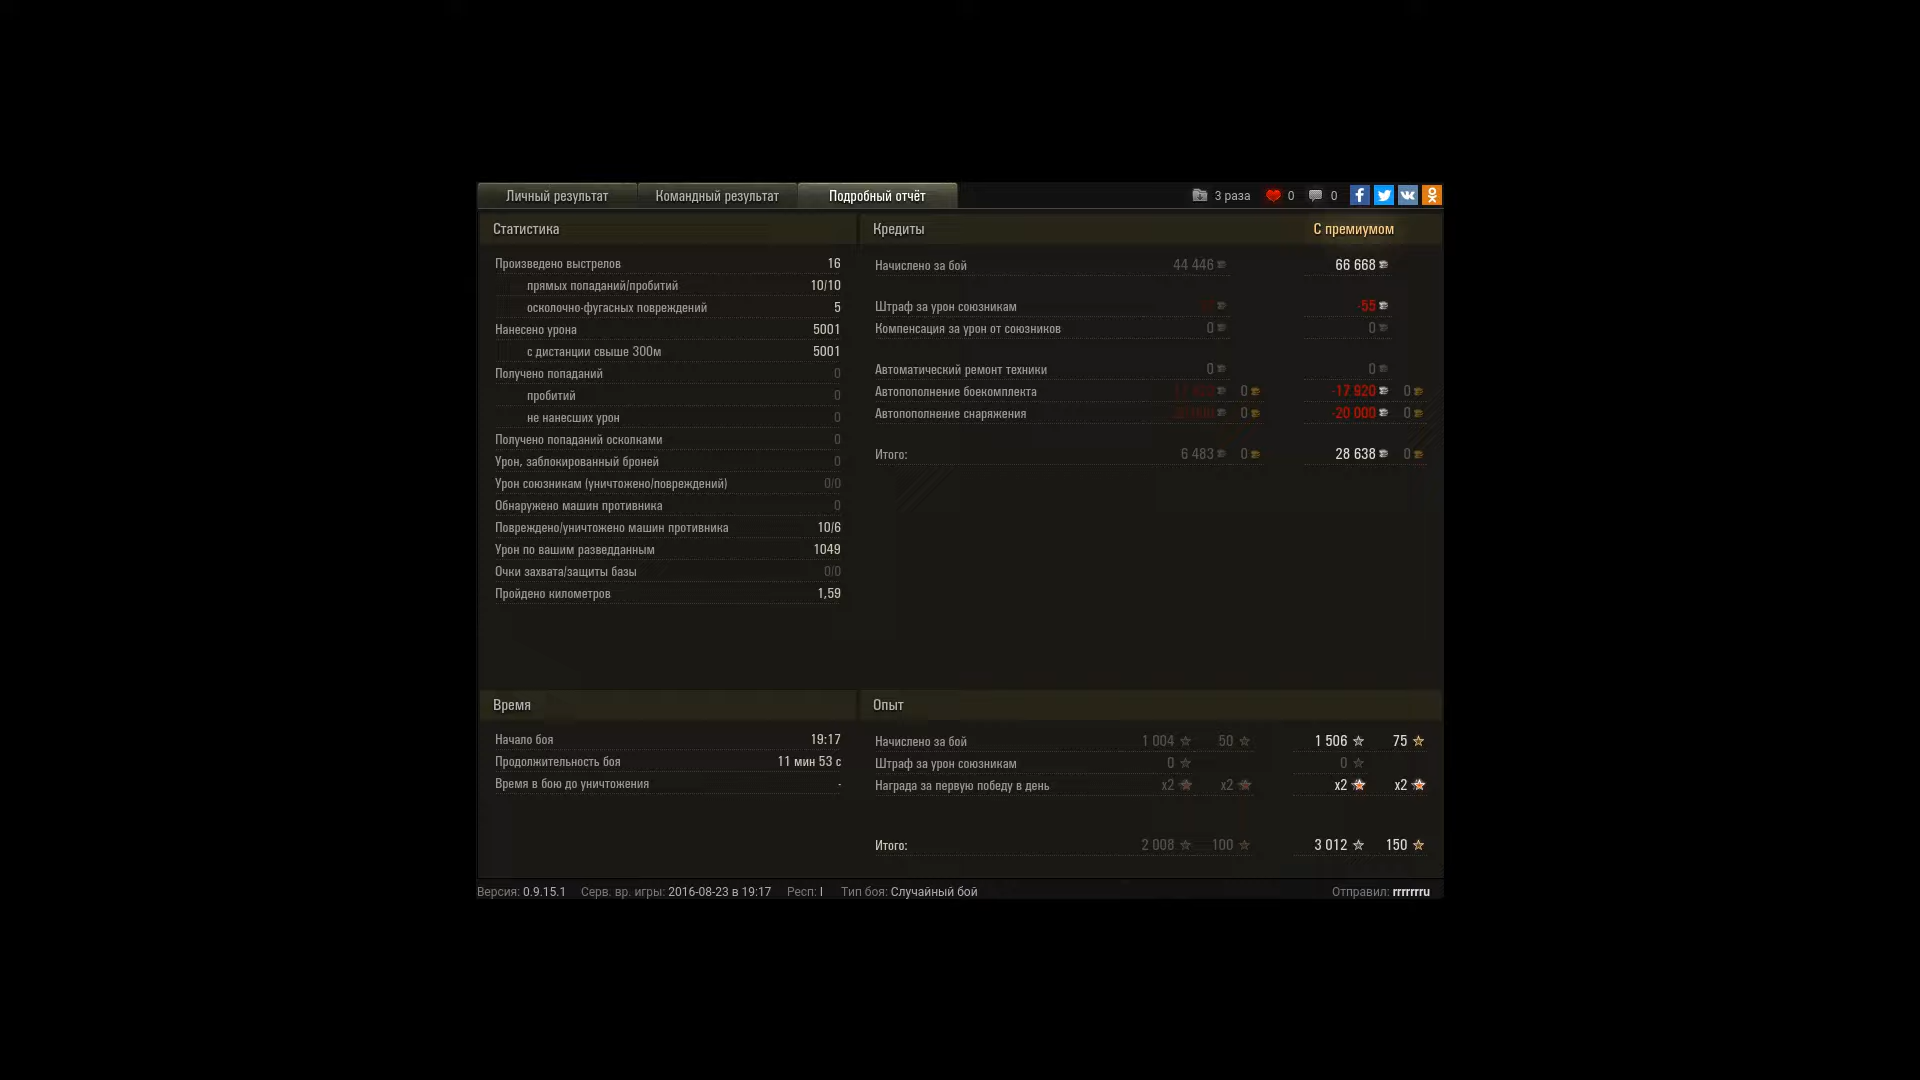 Личный результат Командный результат Подробный отчёт 3 раза 0 0
Статистика
Произведено выстрелов 16
прямых попаданий/пробитий 10/10
осколочно-фугасных повреждений 5
Нанесено урона 5001
с дистанции свыше 300м 5001
Получено попаданий 0
пробитий 0
не нанесших урон 0
Получено попаданий осколками 0
Урон, заблокированный броней 0
Урон союзникам (уничтожено/повреждений) 0/0
Обнаружено машин противника 0
Повреждено/уничтожено машин противника 10/6
Урон по вашим разведданным 1049
Очки захвата/защиты базы 0/0
Пройдено километров 1,59
Кредиты С премиумом
Начислено за бой 44 446 66 668
Штраф за урон союзникам -55
Компенсация за урон от союзников 0 0
Автоматический ремонт техники 0 0
Автопополнение боекомплекта 0 -17 920 0
Автопополнение снаряжения 0 -20 000 0
Итого: 6 483 0 28 638 0
Время
Начало боя 19:17
Продолжительность боя 11 мин 53 с
Время в бою до уничтожения -
Опыт
Начислено за бой 1 004 50 1 506 75
Штраф за урон союзникам 0 0
Награда за первую победу в день x2 x2 x2 x2
Итого: 2 008 100 3 012 150
Версия: 0.9.15.1 Серв. вр. игры: 2016-08-23 в 19:17 Респ: I Тип боя: Случайный бой Отправил: rrrrrrru